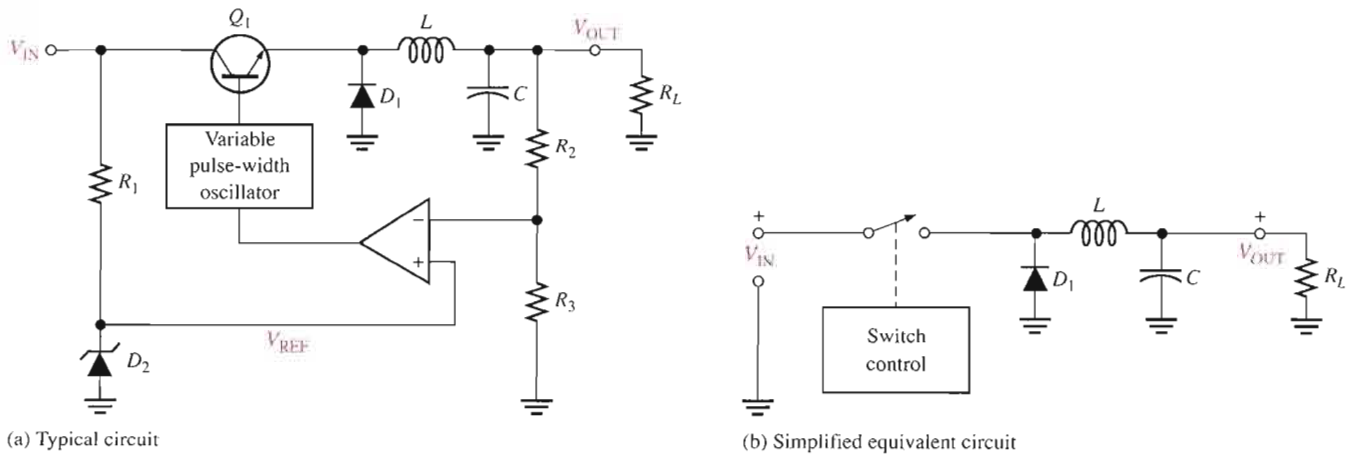 Q1
L
VIN
VOUT
D1
C
RL
Variable
pulse-width
oscillator
R1
R2
−
+
R3
VREF
D2
(a) Typical circuit
+
L
+
VIN
VOUT
D1
C
RL
Switch
control
(b) Simplified equivalent circuit